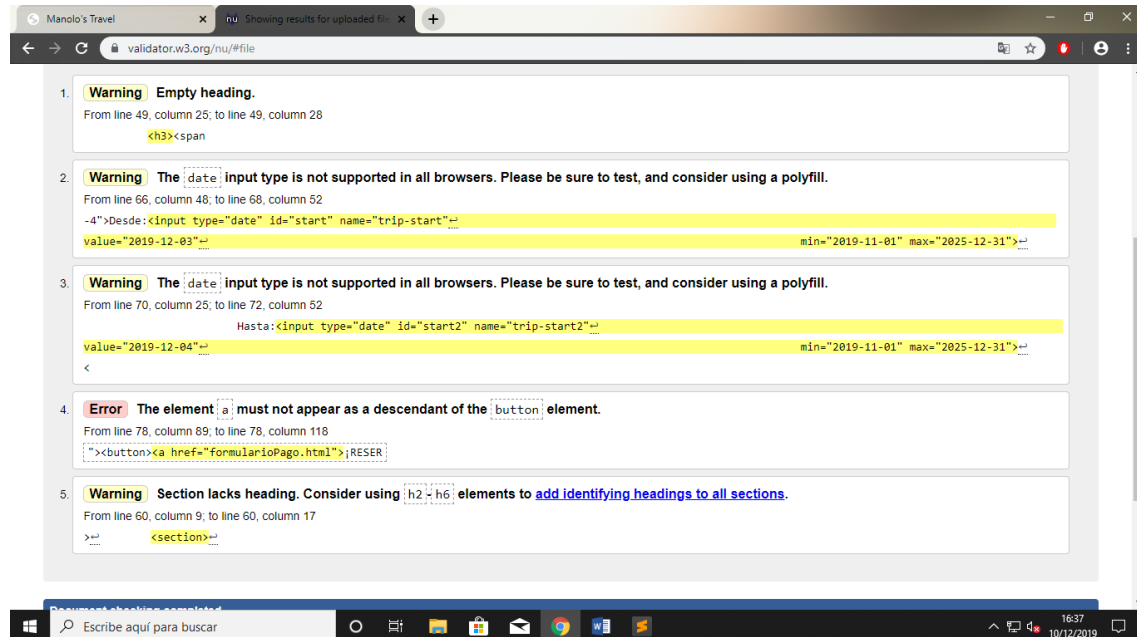 Manolo's Travel
nu Showing results for uploaded file
validator.w3.org/nu/#file
1. Warning Empty heading.
From line 49, column 25; to line 49, column 28
<h3><span
2. Warning The date input type is not supported in all browsers. Please be sure to test, and consider using a polyfill.
From line 66, column 48; to line 68, column 52
-4">Desde:<input type="date" id="start" name="trip-start"↩
value="2019-12-03"↩ min="2019-11-01" max="2025-12-31">↩
3. Warning The date input type is not supported in all browsers. Please be sure to test, and consider using a polyfill.
From line 70, column 25; to line 72, column 52
Hasta:<input type="date" id="start2" name="trip-start2"↩
value="2019-12-04"↩ min="2019-11-01" max="2025-12-31">↩
<
4. Error The element a must not appear as a descendant of the button element.
From line 78, column 89; to line 78, column 118
"><button><a href="formularioPago.html">¡RESER
5. Warning Section lacks heading. Consider using h2-h6 elements to add identifying headings to all sections.
From line 60, column 9; to line 60, column 17
>↩ <section>↩
Document checking completed.
Escribe aquí para buscar
16:37
10/12/2019